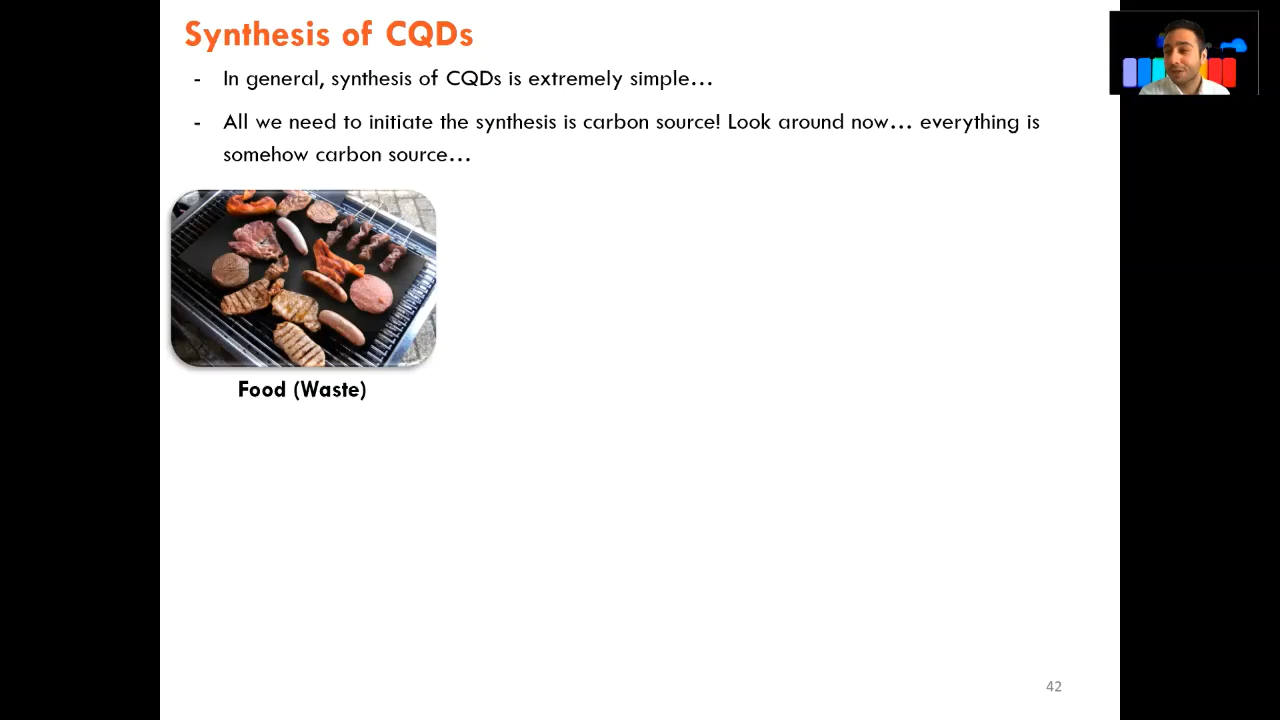 Synthesis of CQDs
- In general, synthesis of CQDs is extremely simple…
- All we need to initiate the synthesis is carbon source! Look around now… everything is
somehow carbon source…
Food (Waste)
42